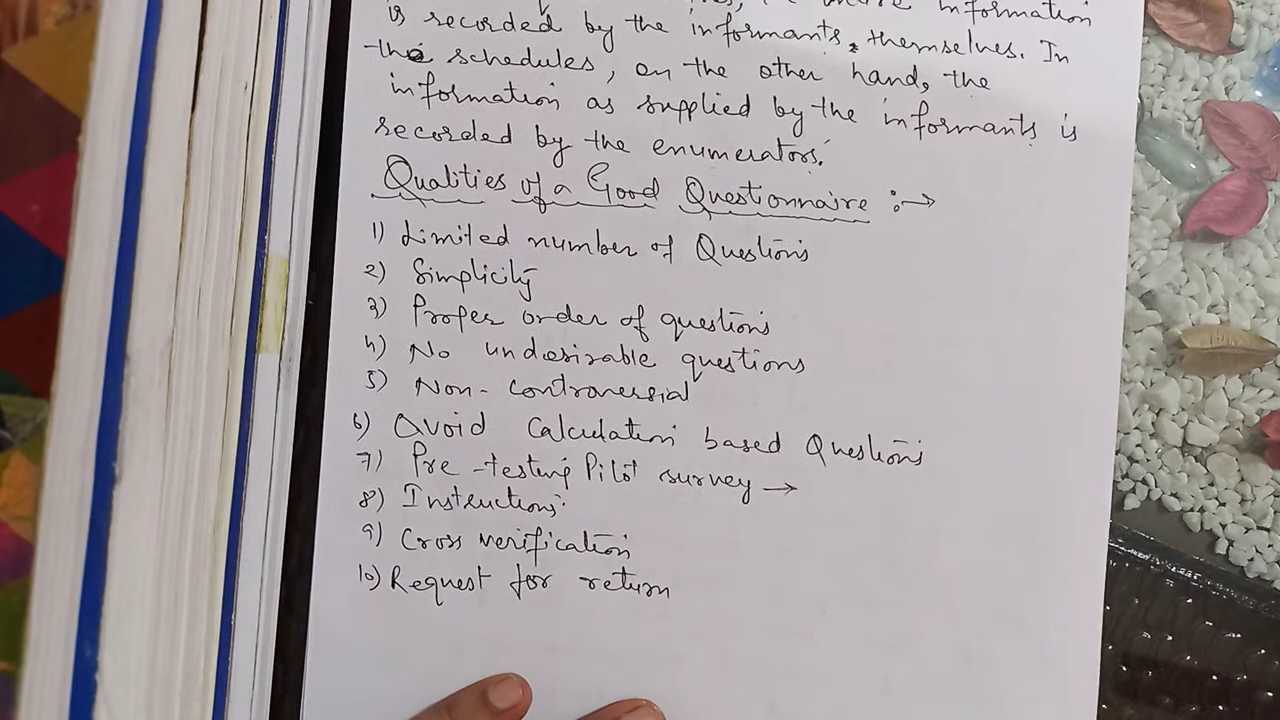 information
is recorded by the informants themselves. In
the schedules, on the other hand, the
information as supplied by the informants is
recorded by the enumerators.
Qualities of a Good Questionnaire :→
1) Limited number of Questions
2) Simplicity
3) Proper order of questions
4) No undesirable questions
5) Non-controversial
6) Avoid Calculation based Questions
7) Pre-testing Pilot survey →
8) Instructions.
9) Cross verification
10) Request for return